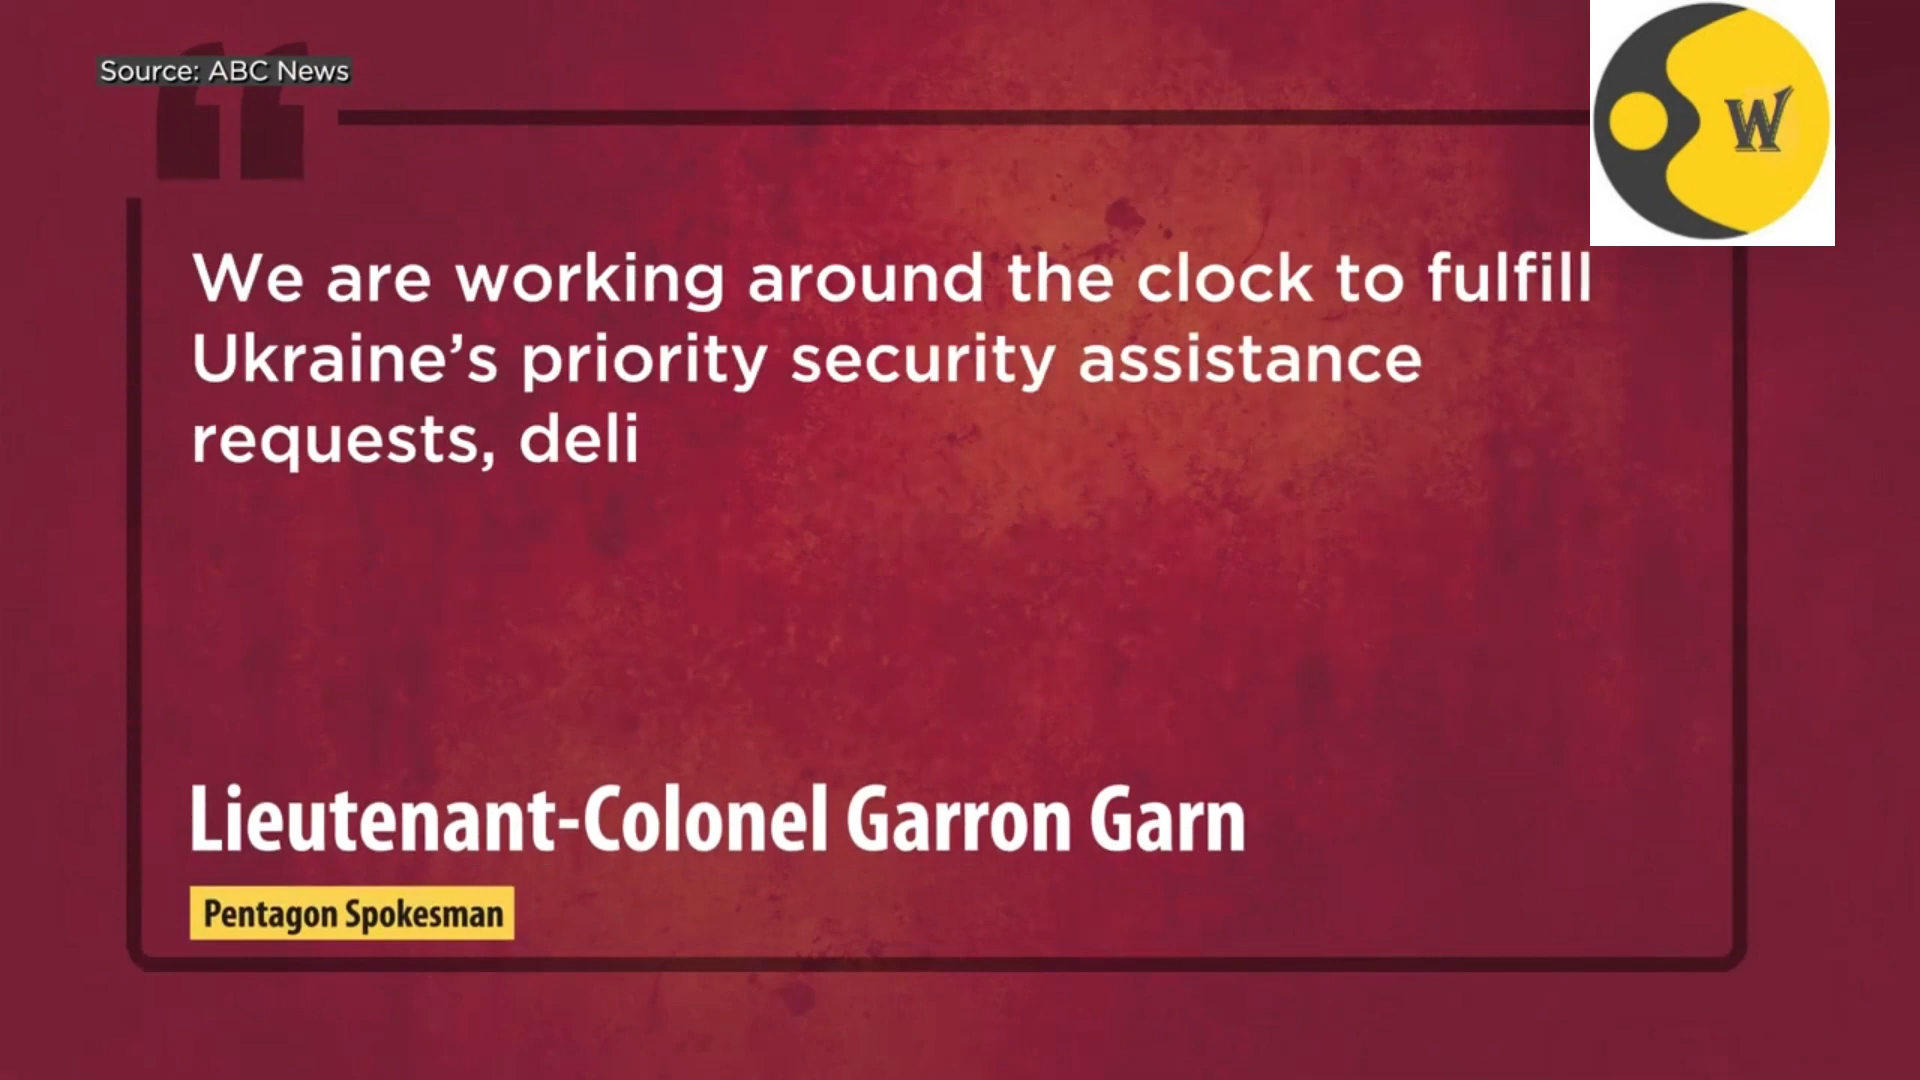 Source: ABC News
W
We are working around the clock to fulfill
Ukraine’s priority security assistance
requests, deli
Lieutenant-Colonel Garron Garn
Pentagon Spokesman